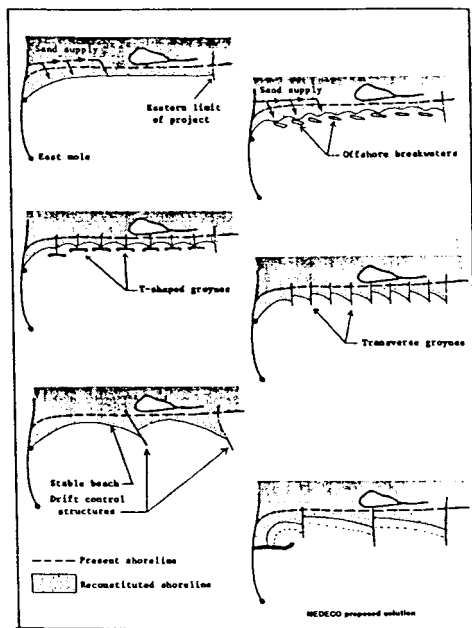 Sand supply
Eastern limit
of project
East mole
Sand supply
Offshore breakwaters
T-shaped groynes
Transverse groynes
Stable beach
Drift control
structures
Present shoreline
Reconstituted shoreline
NEDECO proposed solution